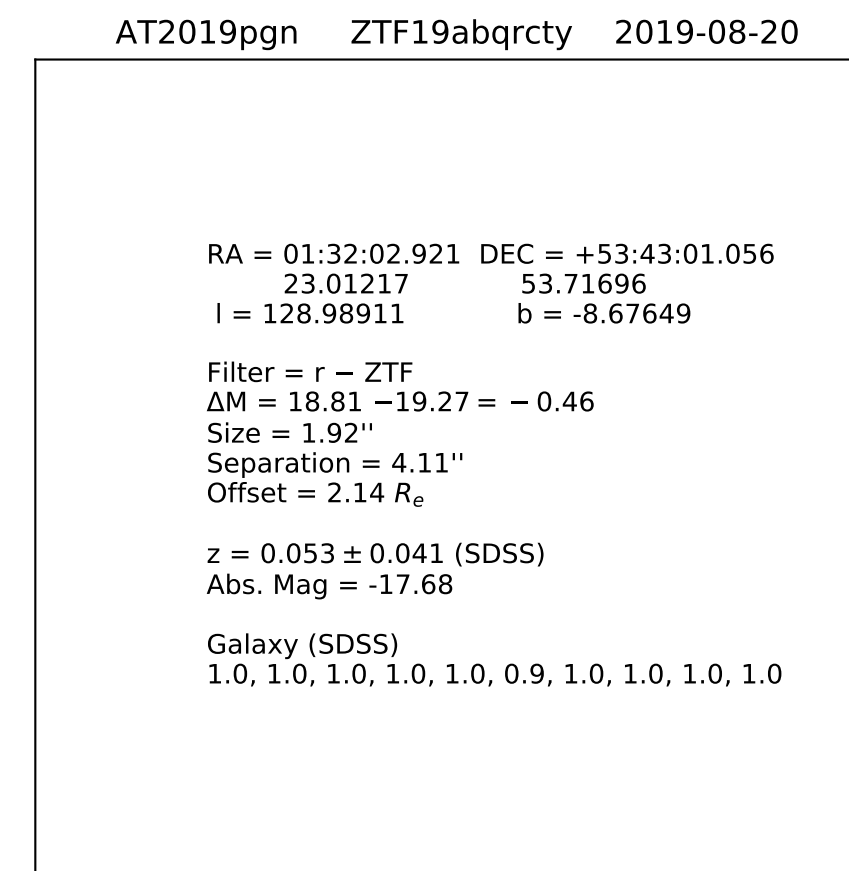 AT2019pgn ZTF19abqrcty 2019-08-20
RA = 01:32:02.921 DEC = +53:43:01.056
23.01217 53.71696
l = 128.98911 b = -8.67649
Filter = r − ZTF
ΔM = 18.81 −19.27 = − 0.46
Size = 1.92''
Separation = 4.11''
Offset = 2.14 Re
z = 0.053 ± 0.041 (SDSS)
Abs. Mag = -17.68
Galaxy (SDSS)
1.0, 1.0, 1.0, 1.0, 1.0, 0.9, 1.0, 1.0, 1.0, 1.0